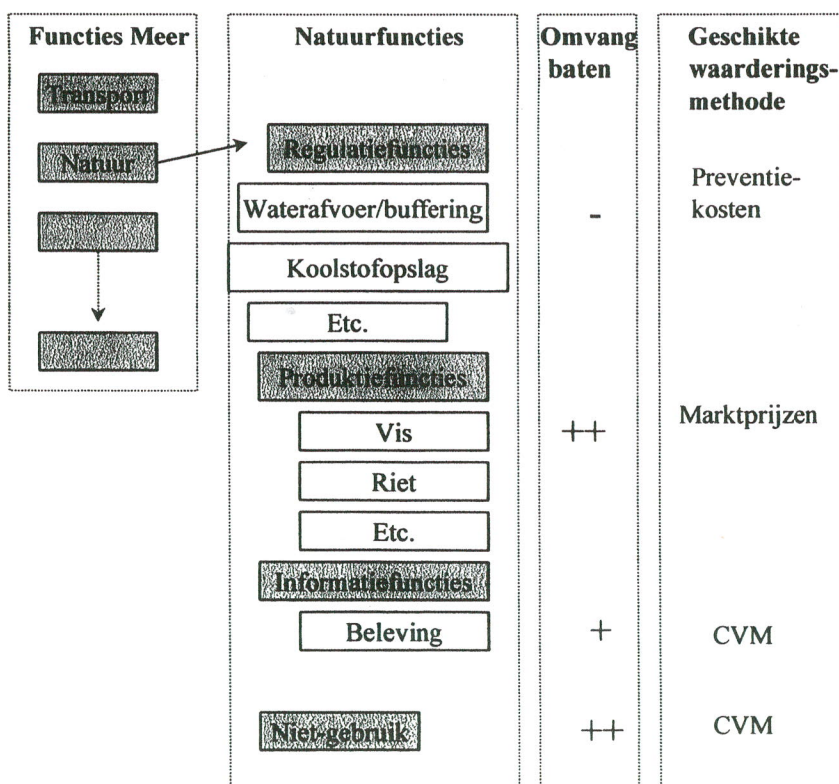 Functies Meer
Transport
Natuur
Natuurfuncties
Regulatiefuncties
Waterafvoer/buffering
Koolstofopslag
Etc.
Produktiefuncties
Vis
Riet
Etc.
Informatiefuncties
Beleving
Niet-gebruik
Omvang
baten
-
++
+
++
Geschikte
waarderings-
methode
Preventie-
kosten
Marktprijzen
CVM
CVM